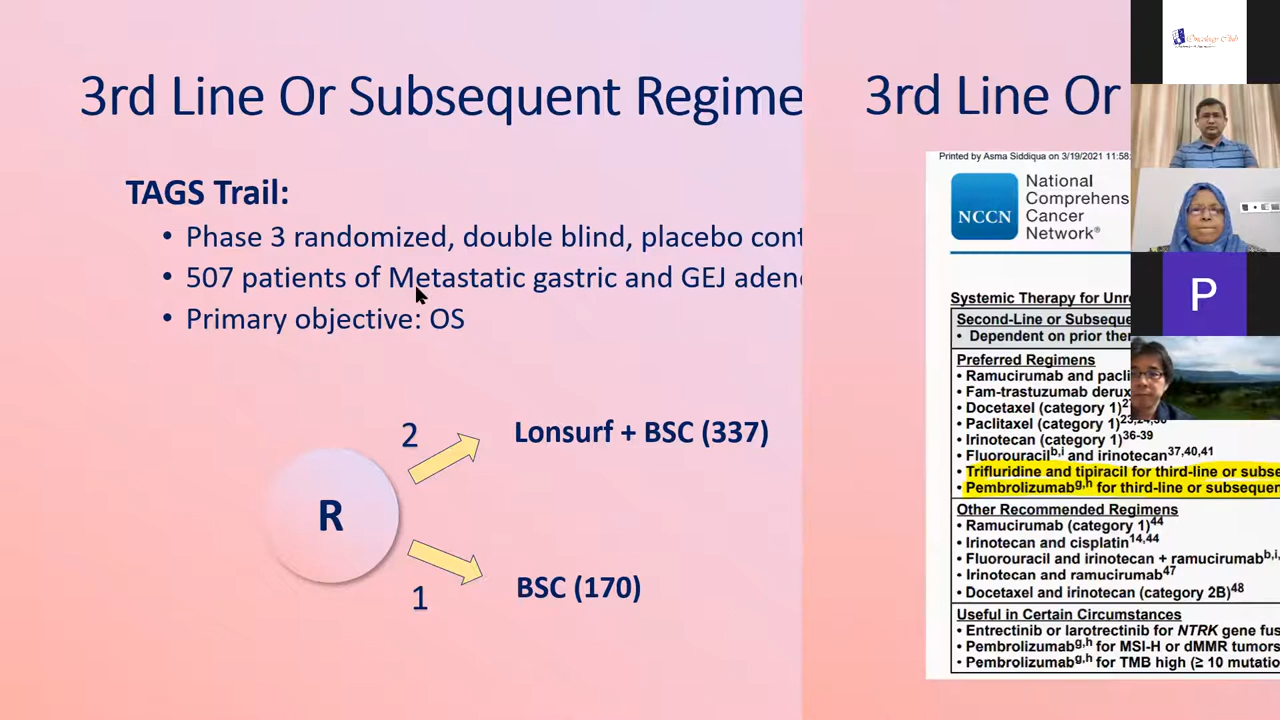 3rd Line Or Subsequent Regime
TAGS Trail:
• Phase 3 randomized, double blind, placebo cont
• 507 patients of Metastatic gastric and GEJ adeno
• Primary objective: OS
2
Lonsurf + BSC (337)
R
1
BSC (170)
3rd Line Or
Printed by Asma Siddiqua on 3/19/2021 11:58:
NCCN
National
Comprehens
Cancer
Network®
Systemic Therapy for Unre
Second-Line or Subseque
• Dependent on prior ther
Preferred Regimens
• Ramucirumab and pacli
• Fam-trastuzumab derux
• Docetaxel (category 1)
• Paclitaxel (category 1)
• Irinotecan (category 1)36-39
• Fluorouracilb,i and irinotecan37,40,41
• Trifluridine and tipiracil for third-line or subse
• Pembrolizumabg,h for third-line or subsequen
Other Recommended Regimens
• Ramucirumab (category 1)44
• Irinotecan and cisplatin14,44
• Fluorouracil and irinotecan + ramucirumabb,i,
• Irinotecan and ramucirumab47
• Docetaxel and irinotecan (category 2B)48
Useful in Certain Circumstances
• Entrectinib or larotrectinib for NTRK gene fus
• Pembrolizumabg,h for MSI-H or dMMR tumors
• Pembrolizumabg,h for TMB high (≥ 10 mutatio
Oncology Club
P